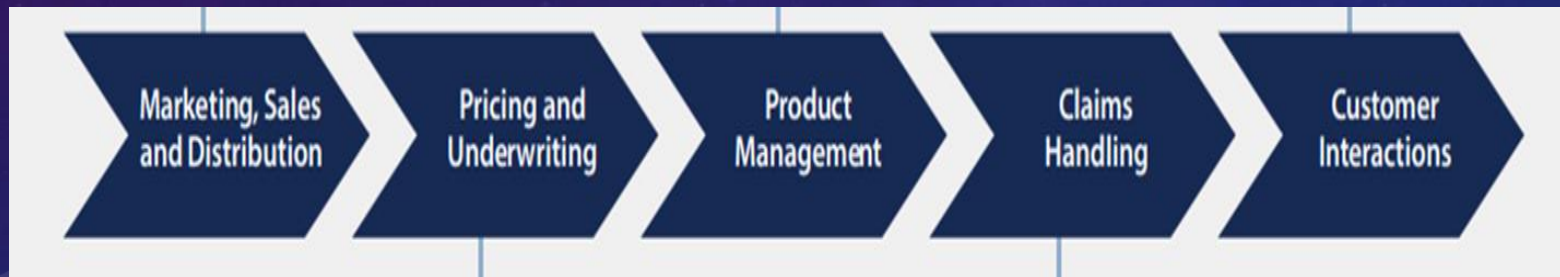 Marketing, Sales
and Distribution
Pricing and
Underwriting
Product
Management
Claims
Handling
Customer
Interactions